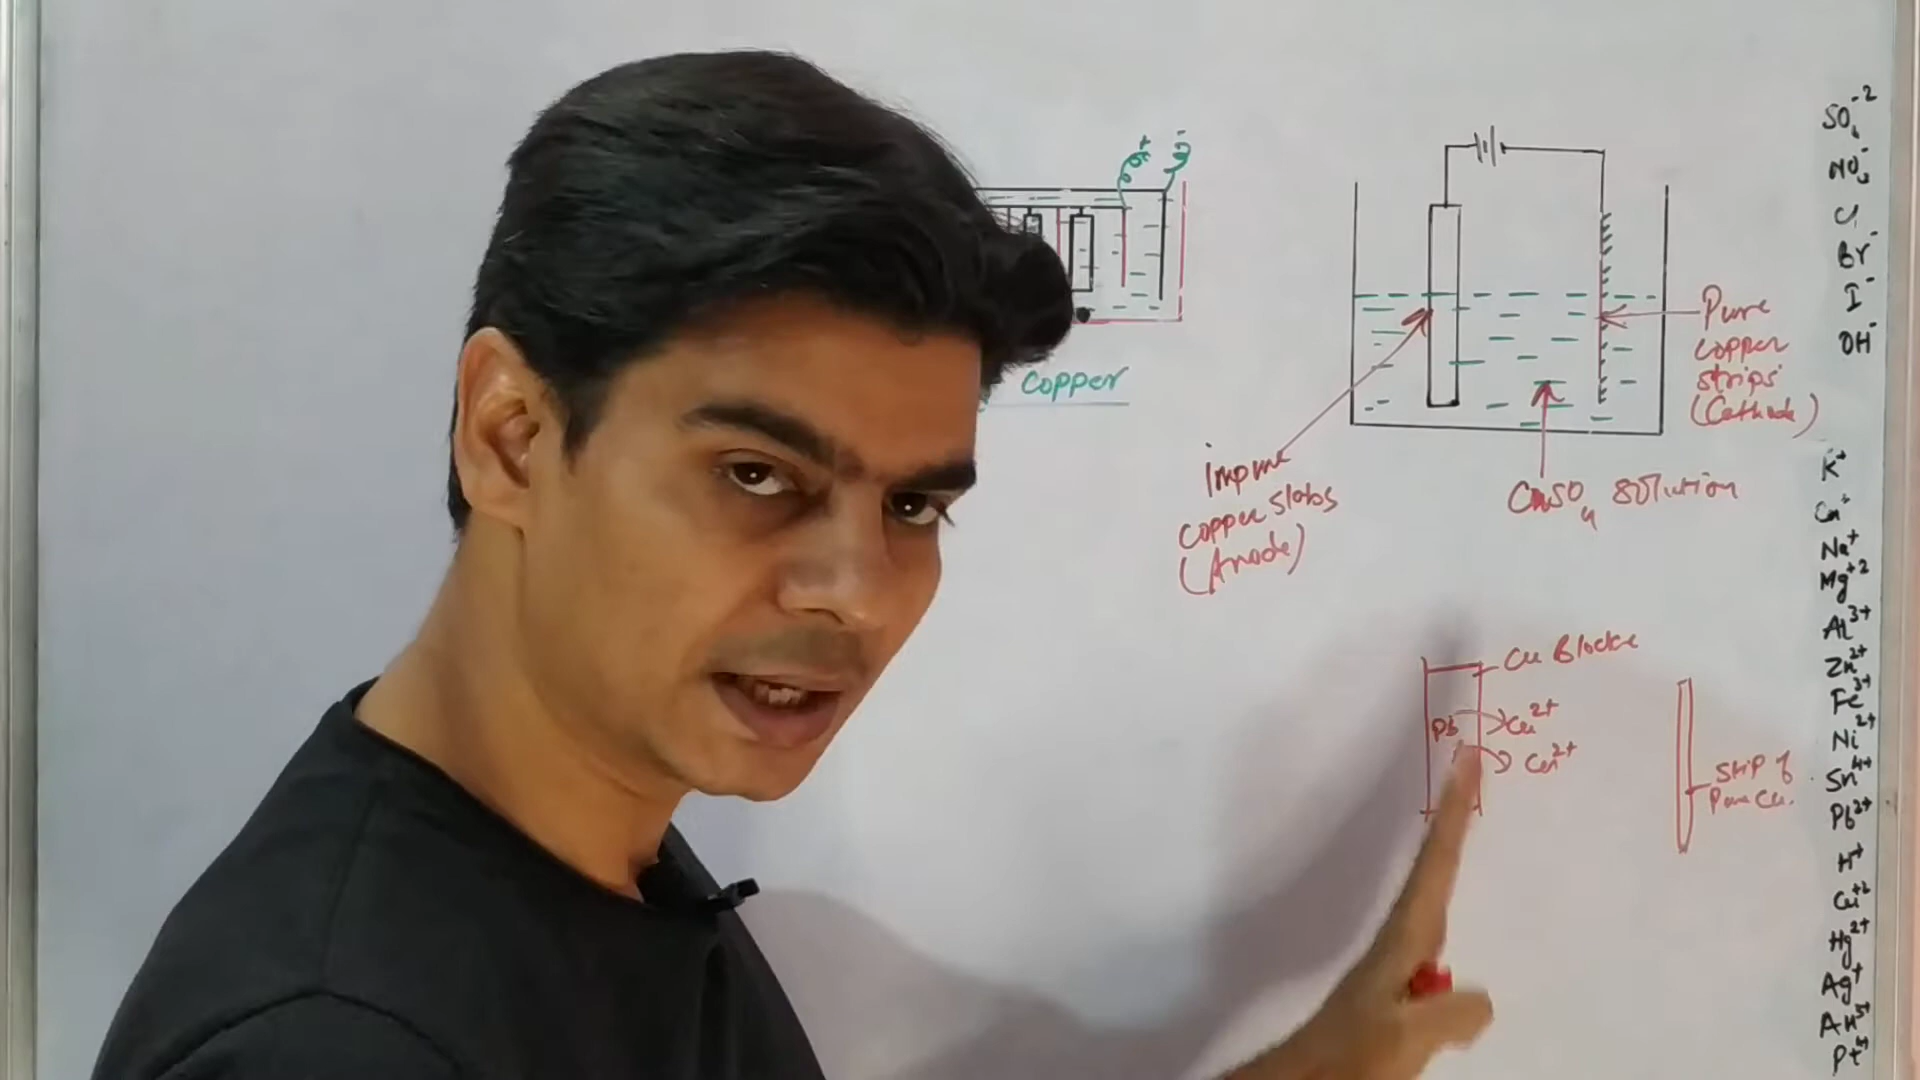 + -
copper
Impure
copper slabs
(Anode)
Pure
copper
strips
(Cathode)
CuSO4 solution
Cu Blocke
Pb
Cu2+
Cu2+
Strip of
Pure Cu.
SO4-2
NO3-
Cl-
Br-
I-
OH-
K+
Ca+
Na+
Mg+2
Al3+
Zn2+
Fe3+
Ni2+
Sn4+
Pb2+
H+
Cu+2
Hg2+
Ag+
Au3+
Pt4+